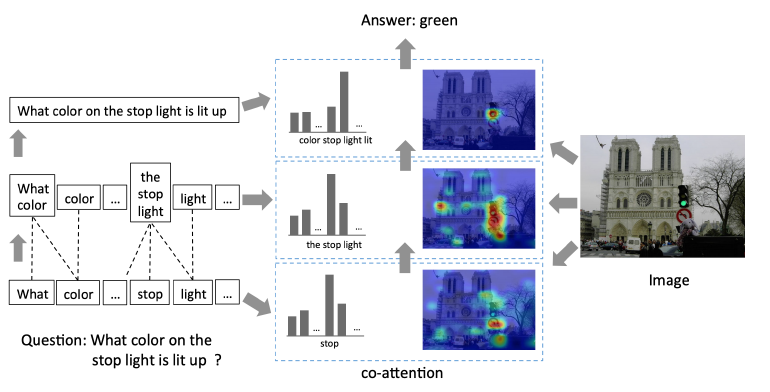 Answer: green
What color on the stop light is lit up
... ...
color stop light lit
What
color
color
...
the
stop
light
light
...
... ...
the stop light
What
color
...
stop
light
...
... ...
stop
Image
Question: What color on the
stop light is lit up ?
co-attention